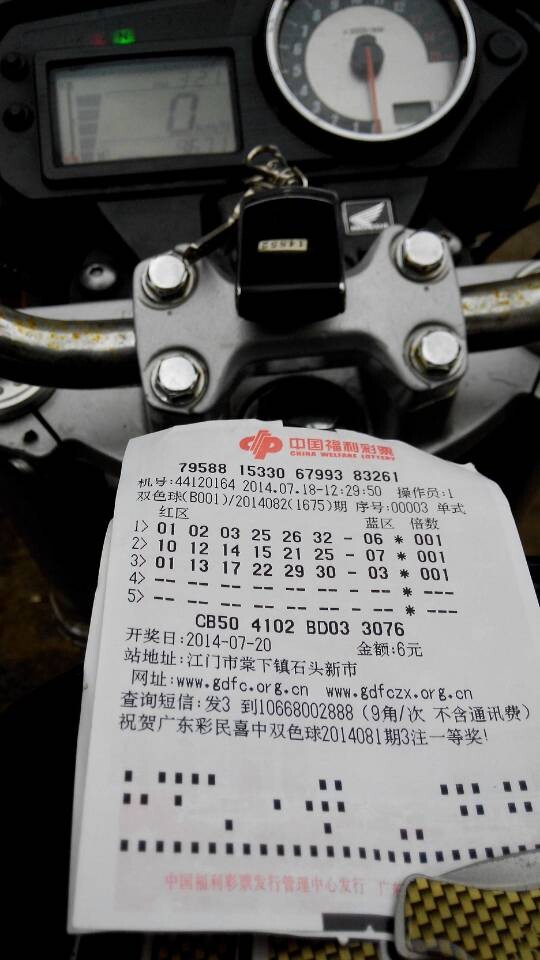 N
321
0
14552
HONDA
中国福利彩票
CHINA WELFARE LOTTERY
79588 15330 67993 83261
机号:44120164 2014.07.18-12:29:50 操作员:1
双色球(B001)/2014082(1675)期 序号:00003 单式
红区 蓝区 倍数
1> 01 02 03 25 26 32 - 06 * 001
2> 10 12 14 15 21 25 - 07 * 001
3> 01 13 17 22 29 30 - 03 * 001
4> -- -- -- -- -- -- - -- * ---
5> -- -- -- -- -- -- - -- * ---
CB50 4102 BD03 3076
开奖日:2014-07-20 金额:6元
站地址:江门市棠下镇石头新市
网址:www.gdfc.org.cn www.gdfczx.org.cn
查询短信:发3 到10668002888 (9角/次 不含通讯费)
祝贺广东彩民喜中双色球2014081期3注一等奖!
中国福利彩票发行管理中心发行 广